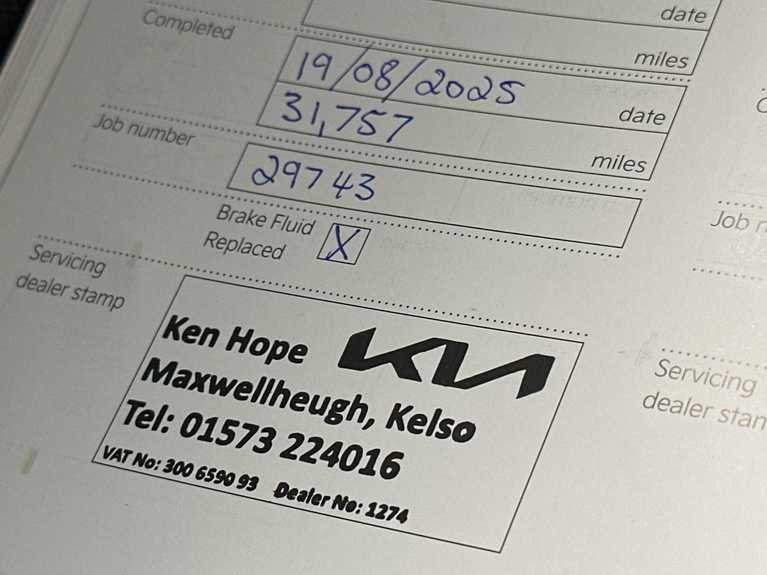 date
miles
Completed
19/08/2025
date
31,757
miles
Job number
29743
Brake Fluid
Replaced
X
Servicing
dealer stamp
Ken Hope KIA
Maxwellheugh, Kelso
Tel: 01573 224016
VAT No: 300 6590 93 Dealer No: 1274
Job
Servicing
dealer